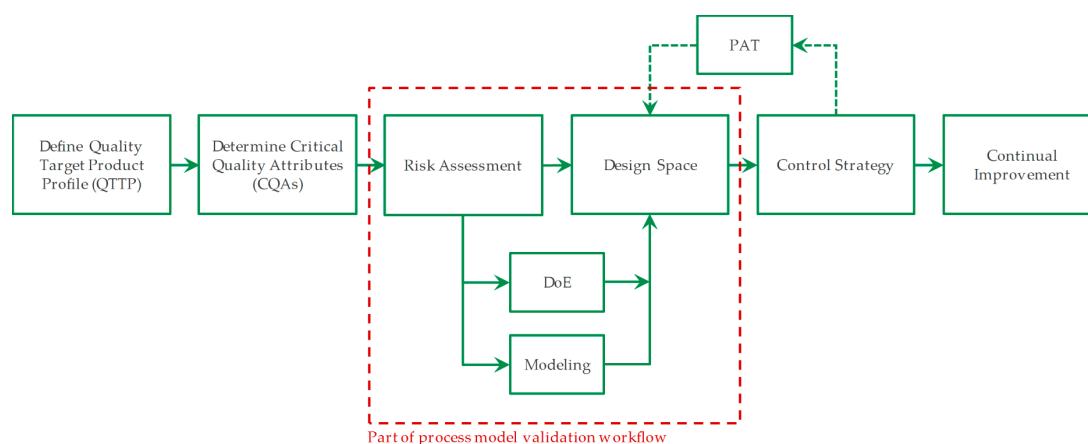 PAT
Define Quality
Target Product
Profile (QTTP)
Determine Critical
Quality Attributes
(CQAs)
Risk Assessment
Design Space
Control Strategy
Continual
Improvement
DoE
Modeling
Part of process model validation workflow